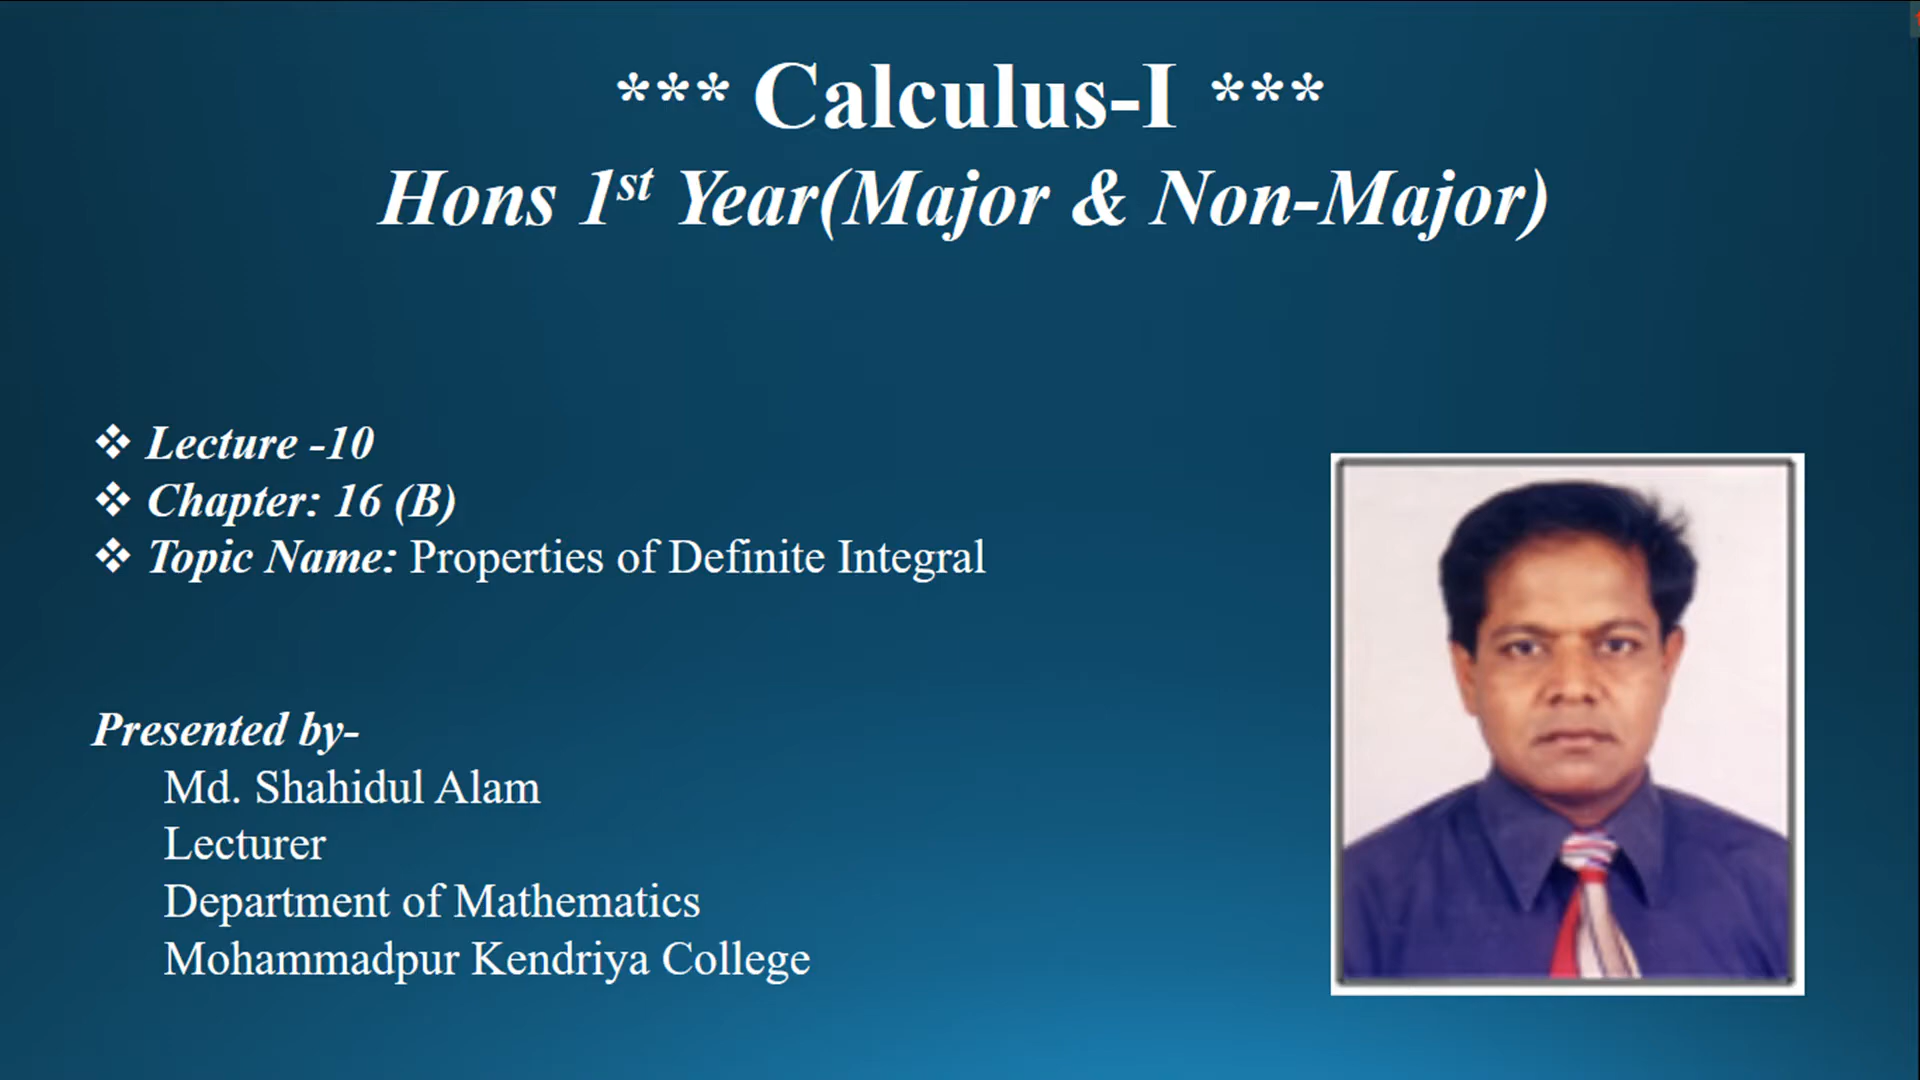 *** Calculus-I ***
Hons 1st Year(Major & Non-Major)
❖ Lecture -10
❖ Chapter: 16 (B)
❖ Topic Name: Properties of Definite Integral
Presented by-
Md. Shahidul Alam
Lecturer
Department of Mathematics
Mohammadpur Kendriya College